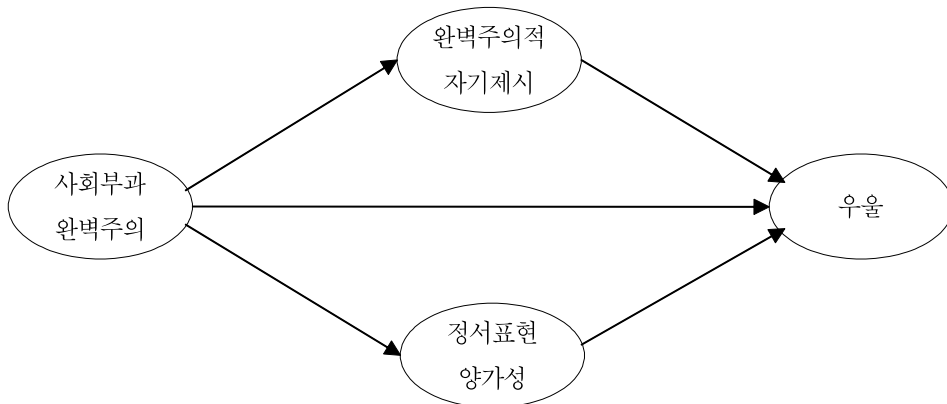 완벽주의적
자기제시
사회부과
완벽주의
우울
정서표현
양가성